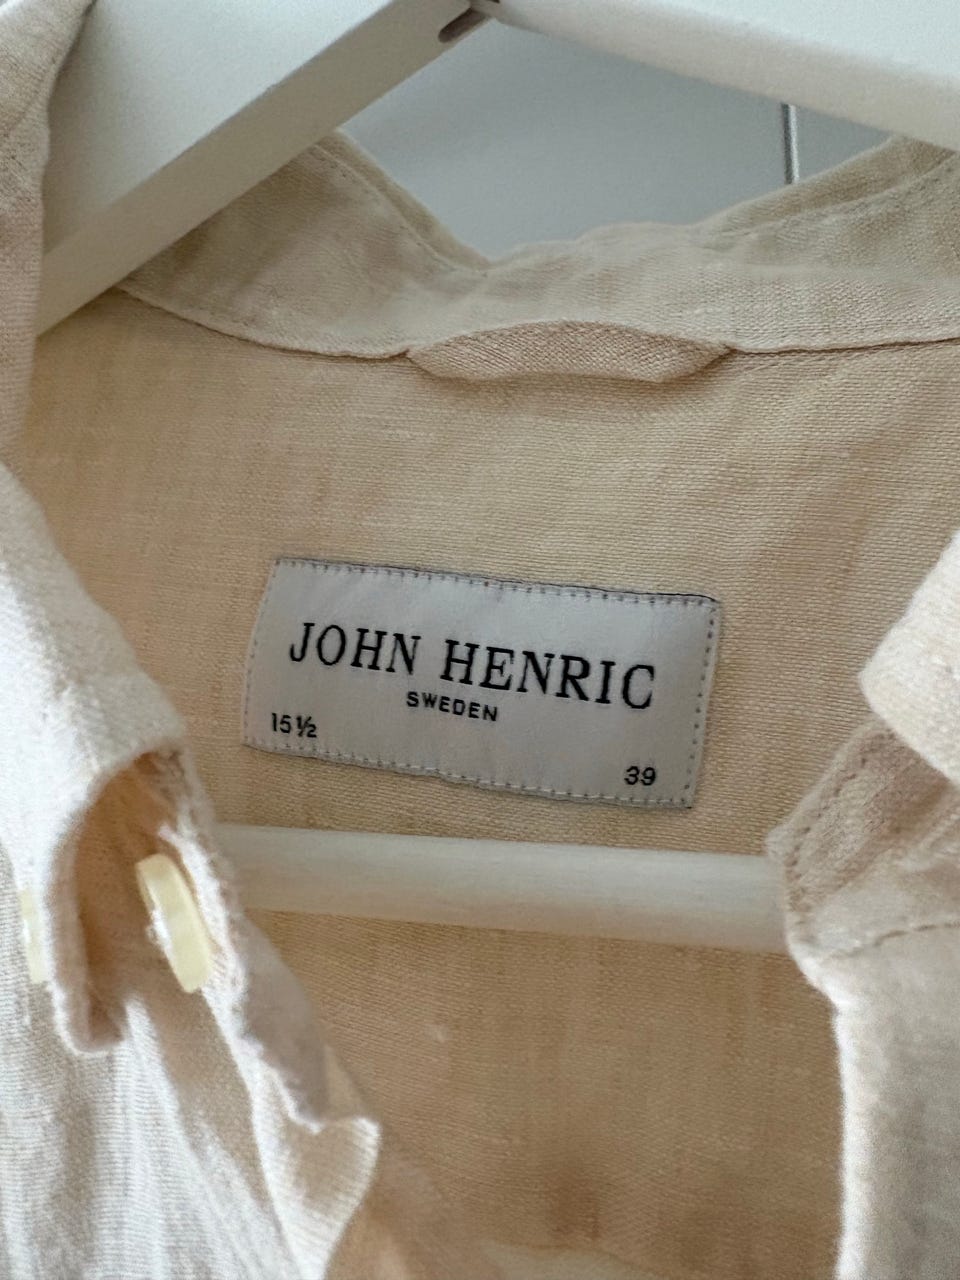 JOHN HENRIC
SWEDEN
15½
39